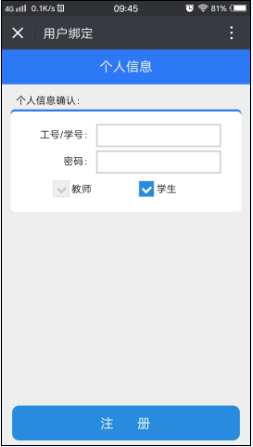 4G 0.1K/s 09:45 81%
× 用户绑定
个人信息
个人信息确认：
工号/学号：
密码：
教师 学生
注 册